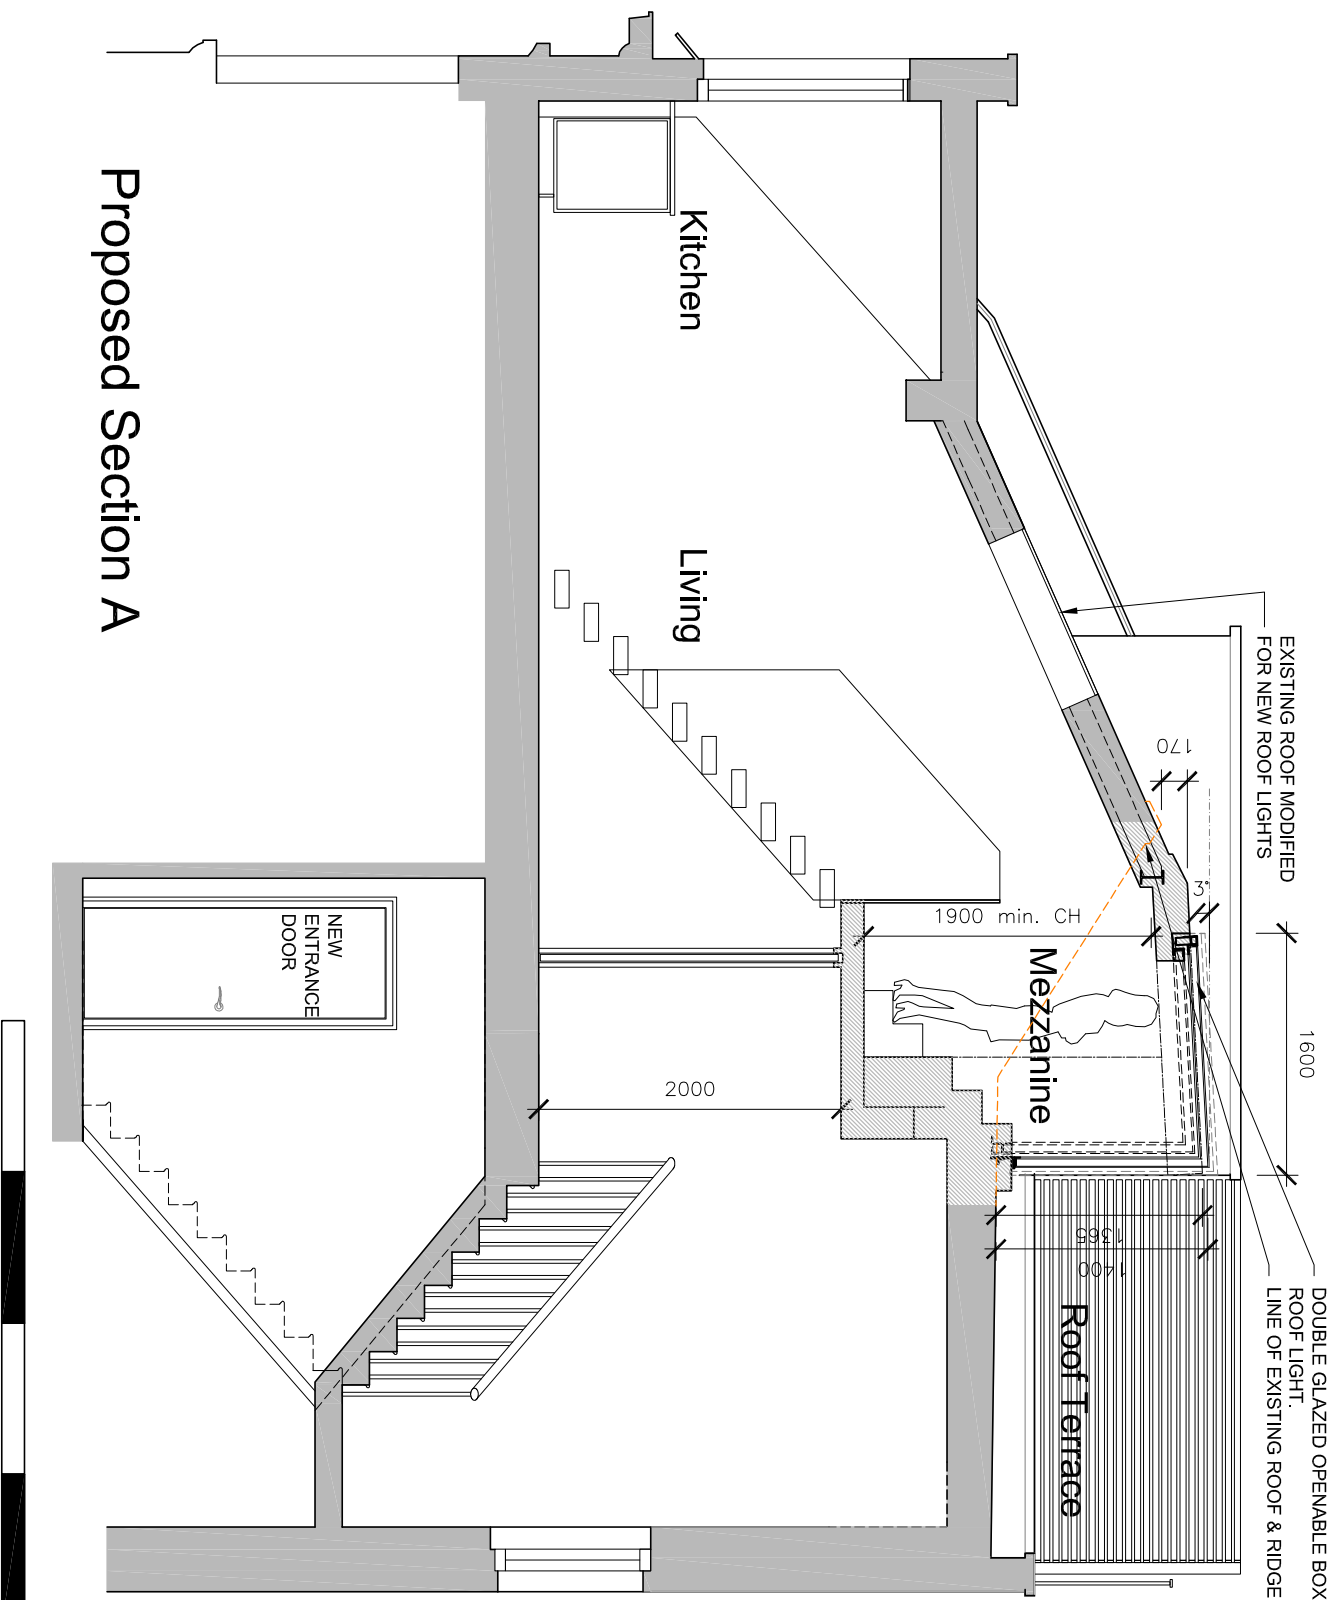 EXISTING ROOF MODIFIED
FOR NEW ROOF LIGHTS
DOUBLE GLAZED OPENABLE BOX
ROOF LIGHT.
LINE OF EXISTING ROOF & RIDGE
1600
170
3°
1365
1400
1900 min. CH
Mezzanine
Roof Terrace
Kitchen
Living
2000
NEW
ENTRANCE
DOOR
Proposed Section A